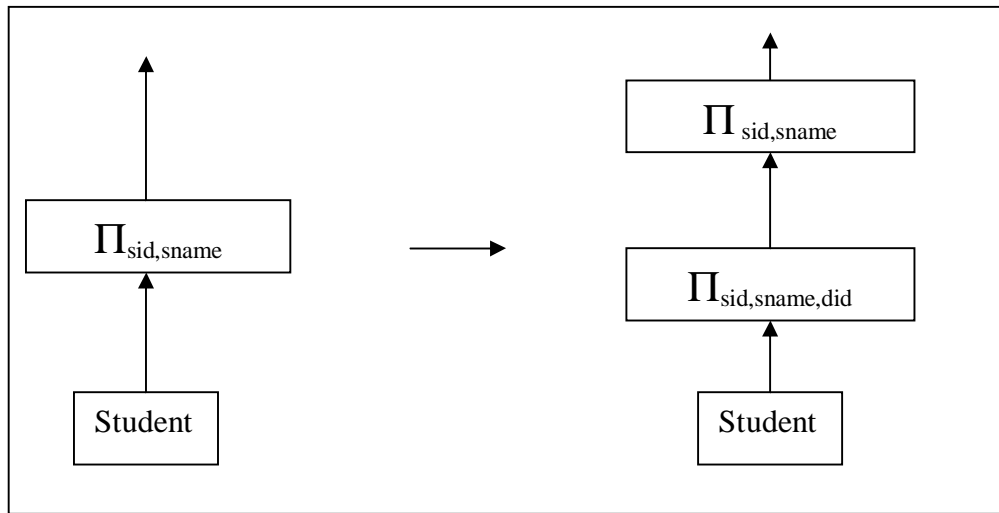 ∏sid,sname
Student
∏ sid,sname
∏sid,sname,did
Student